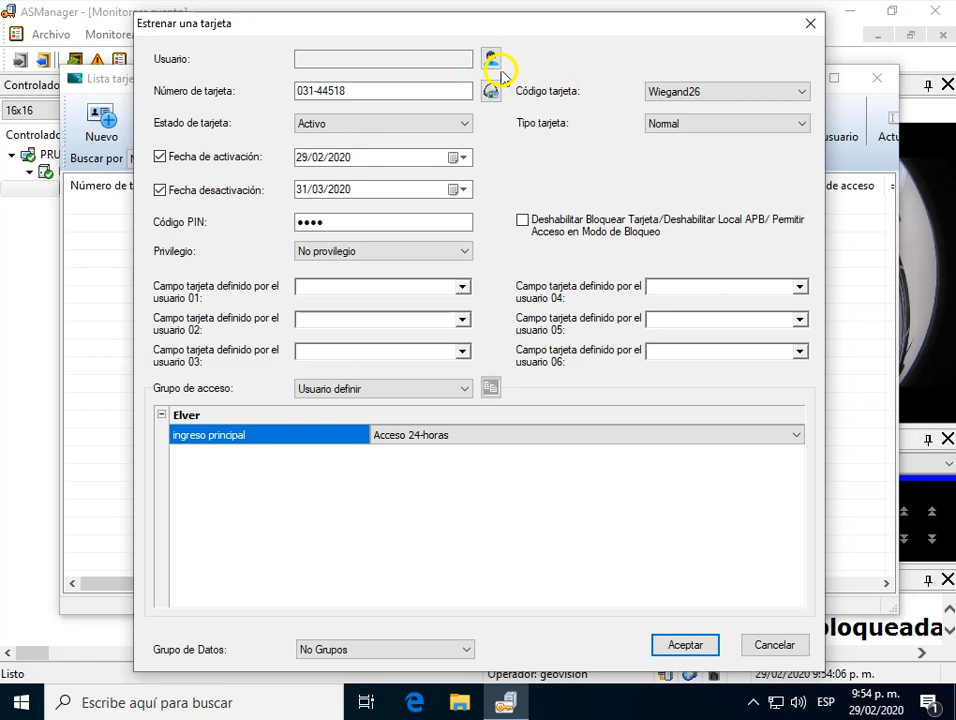 ASManager - [Monitoreo
Estrenar una tarjeta
Archivo
Monitorea
Controlado
Lista tarje
16x16
Controlado
PRU
Nuevo
Buscar por
Número de t
Usuario:
Número de tarjeta:
031-44518
Código tarjeta:
Wiegand26
Estado de tarjeta:
Activo
Tipo tarjeta:
Normal
Fecha de activación:
29/02/2020
Fecha desactivación:
31/03/2020
Código PIN:
••••
Deshabilitar Bloquear Tarjeta/Deshabilitar Local APB/ Permitir
Acceso en Modo de Bloqueo
Privilegio:
No provilegio
Campo tarjeta definido por el
usuario 01:
Campo tarjeta definido por el
usuario 04:
Campo tarjeta definido por el
usuario 02:
Campo tarjeta definido por el
usuario 05:
Campo tarjeta definido por el
usuario 03:
Campo tarjeta definido por el
usuario 06:
Grupo de acceso:
Usuario definir
Elver
ingreso principal
Acceso 24-horas
Grupo de Datos:
No Grupos
Aceptar
Cancelar
usuario
Actu
de acceso
bloqueada
Listo
Operador: geovision
29/02/2020 9:54:06 p. m.
Escribe aquí para buscar
ESP
9:54 p. m.
29/02/2020
1